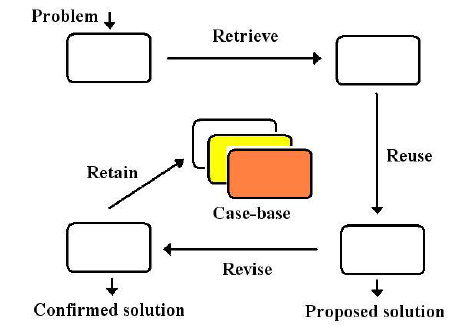 Problem
Retrieve
Reuse
Retain
Case-base
Revise
Confirmed solution
Proposed solution